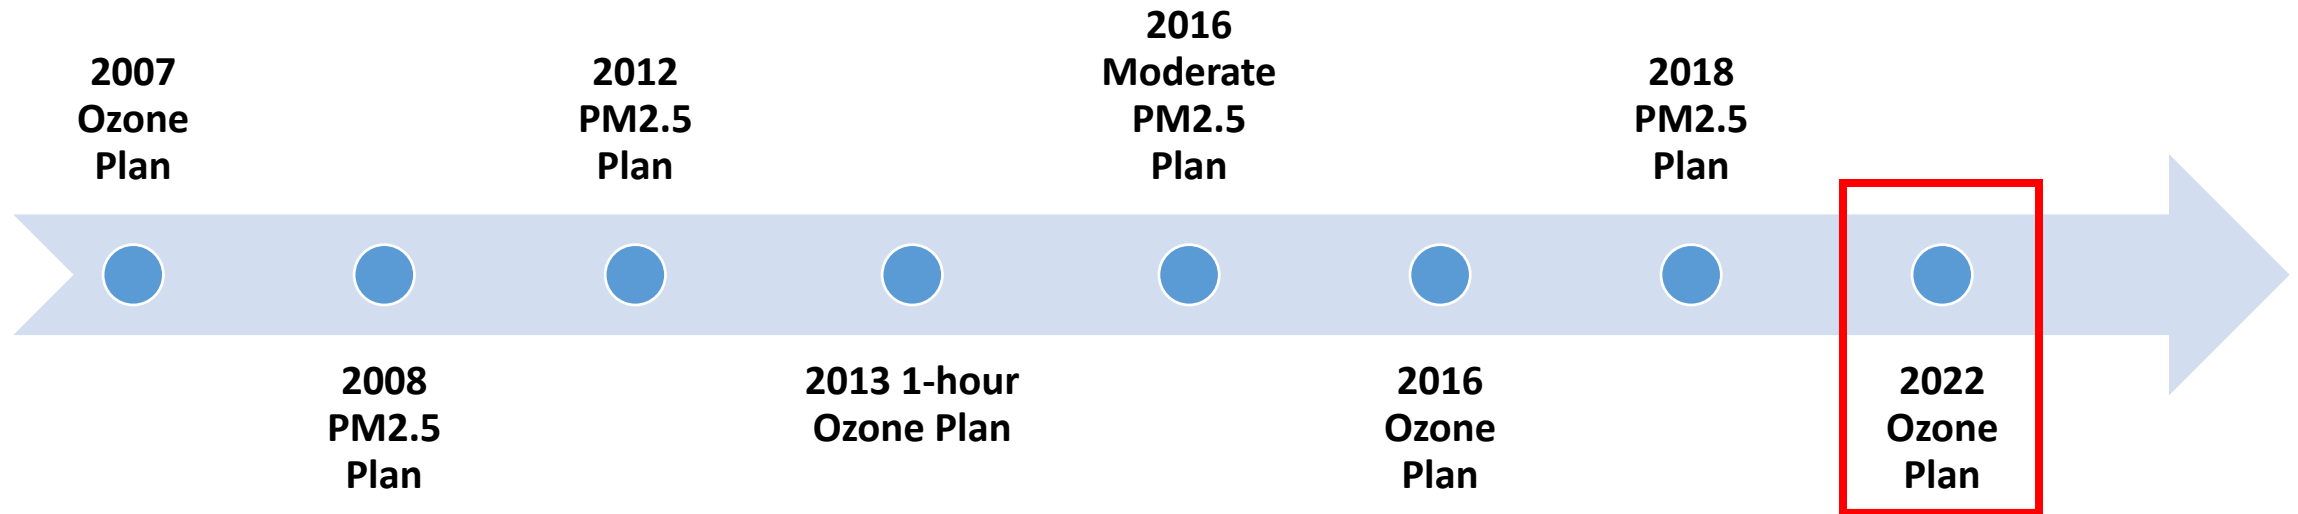 2007
Ozone
Plan
2008
PM2.5
Plan
2012
PM2.5
Plan
2013 1-hour
Ozone Plan
2016
Moderate
PM2.5
Plan
2016
Ozone
Plan
2018
PM2.5
Plan
2022
Ozone
Plan